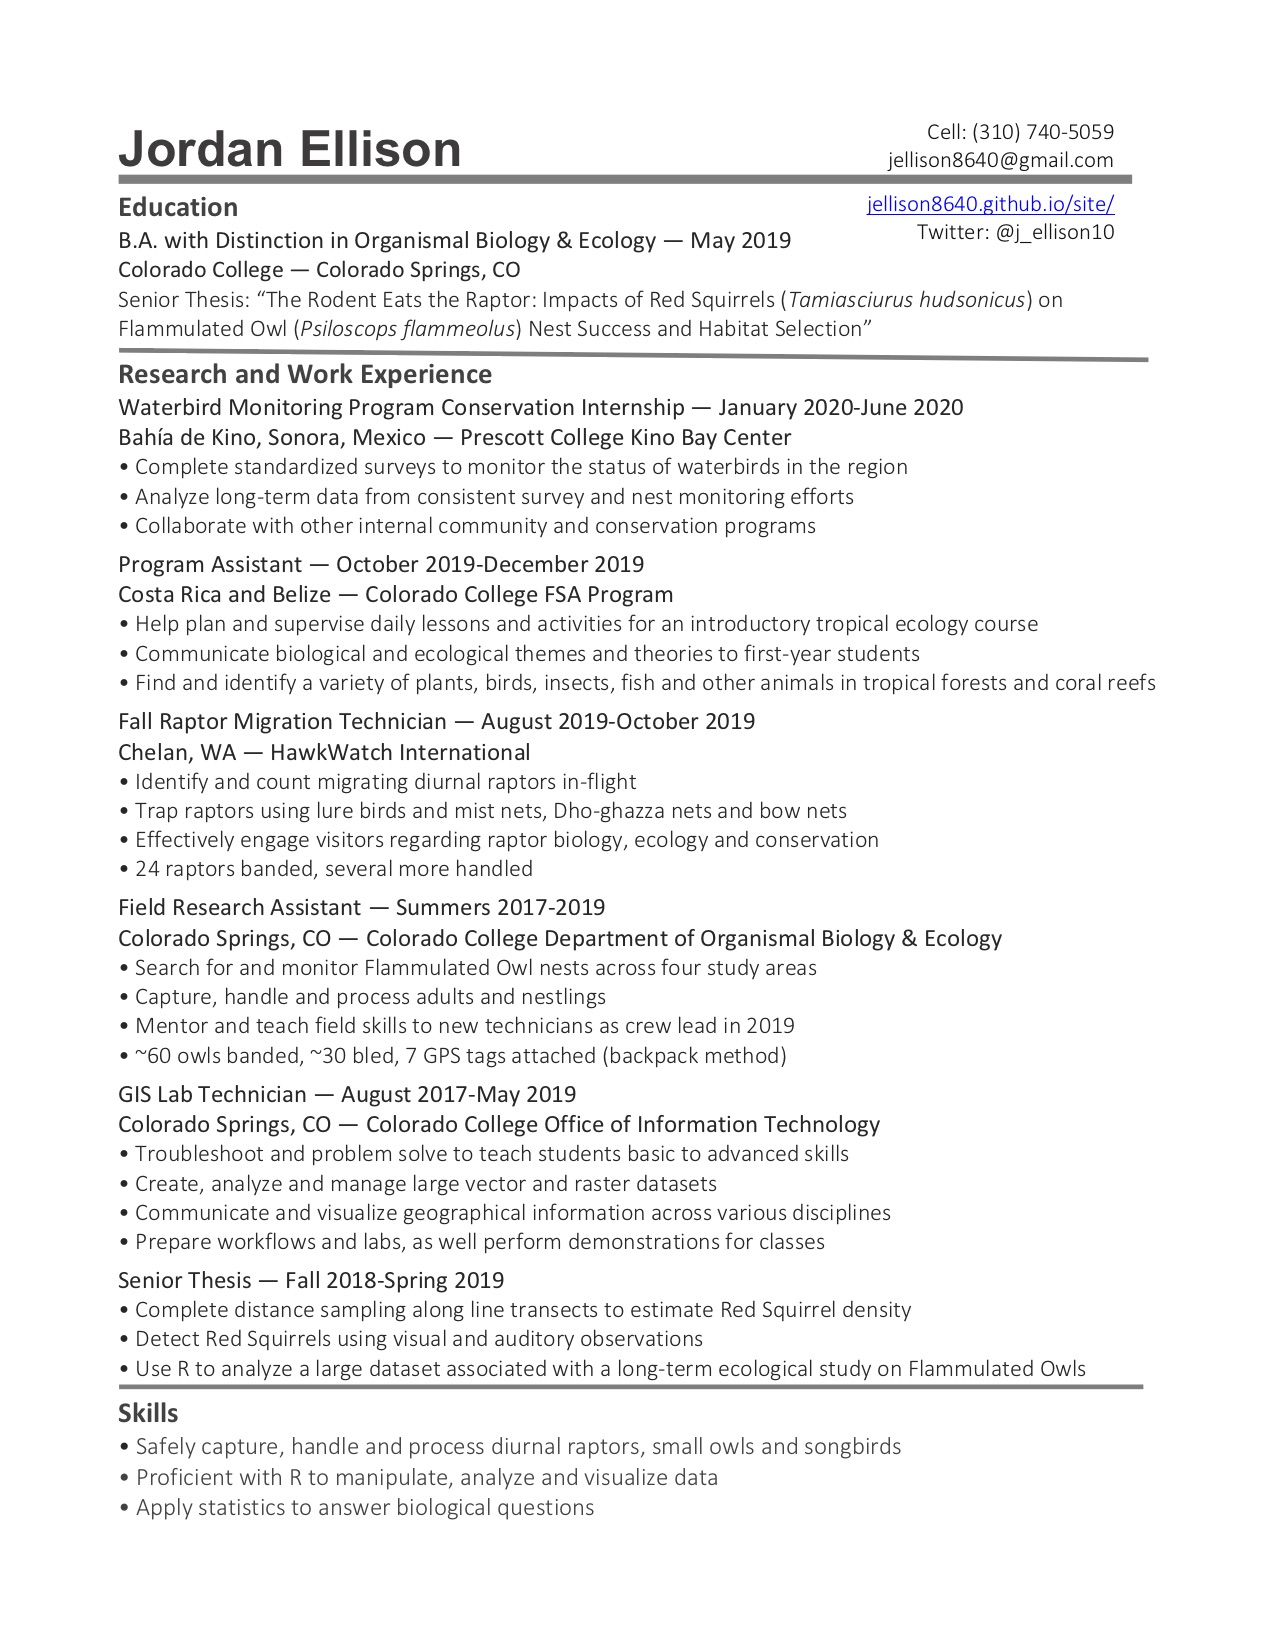 Jordan Ellison
Cell: (310) 740-5059
jellison8640@gmail.com
jellison8640.github.io/site/
Twitter: @j_ellison10
Education
B.A. with Distinction in Organismal Biology & Ecology — May 2019
Colorado College — Colorado Springs, CO
Senior Thesis: “The Rodent Eats the Raptor: Impacts of Red Squirrels (Tamiasciurus hudsonicus) on
Flammulated Owl (Psiloscops flammeolus) Nest Success and Habitat Selection”
Research and Work Experience
Waterbird Monitoring Program Conservation Internship — January 2020-June 2020
Bahía de Kino, Sonora, Mexico — Prescott College Kino Bay Center
• Complete standardized surveys to monitor the status of waterbirds in the region
• Analyze long-term data from consistent survey and nest monitoring efforts
• Collaborate with other internal community and conservation programs
Program Assistant — October 2019-December 2019
Costa Rica and Belize — Colorado College FSA Program
• Help plan and supervise daily lessons and activities for an introductory tropical ecology course
• Communicate biological and ecological themes and theories to first-year students
• Find and identify a variety of plants, birds, insects, fish and other animals in tropical forests and coral reefs
Fall Raptor Migration Technician — August 2019-October 2019
Chelan, WA — HawkWatch International
• Identify and count migrating diurnal raptors in-flight
• Trap raptors using lure birds and mist nets, Dho-ghazza nets and bow nets
• Effectively engage visitors regarding raptor biology, ecology and conservation
• 24 raptors banded, several more handled
Field Research Assistant — Summers 2017-2019
Colorado Springs, CO — Colorado College Department of Organismal Biology & Ecology
• Search for and monitor Flammulated Owl nests across four study areas
• Capture, handle and process adults and nestlings
• Mentor and teach field skills to new technicians as crew lead in 2019
• ~60 owls banded, ~30 bled, 7 GPS tags attached (backpack method)
GIS Lab Technician — August 2017-May 2019
Colorado Springs, CO — Colorado College Office of Information Technology
• Troubleshoot and problem solve to teach students basic to advanced skills
• Create, analyze and manage large vector and raster datasets
• Communicate and visualize geographical information across various disciplines
• Prepare workflows and labs, as well perform demonstrations for classes
Senior Thesis — Fall 2018-Spring 2019
• Complete distance sampling along line transects to estimate Red Squirrel density
• Detect Red Squirrels using visual and auditory observations
• Use R to analyze a large dataset associated with a long-term ecological study on Flammulated Owls
Skills
• Safely capture, handle and process diurnal raptors, small owls and songbirds
• Proficient with R to manipulate, analyze and visualize data
• Apply statistics to answer biological questions